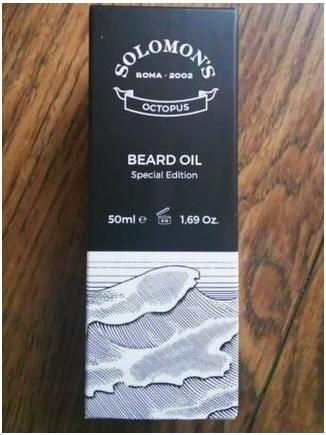 SOLOMON'S
ROMA · 2002
OCTOPUS
BEARD OIL
Special Edition
50ml ℮ 1,69 Oz.